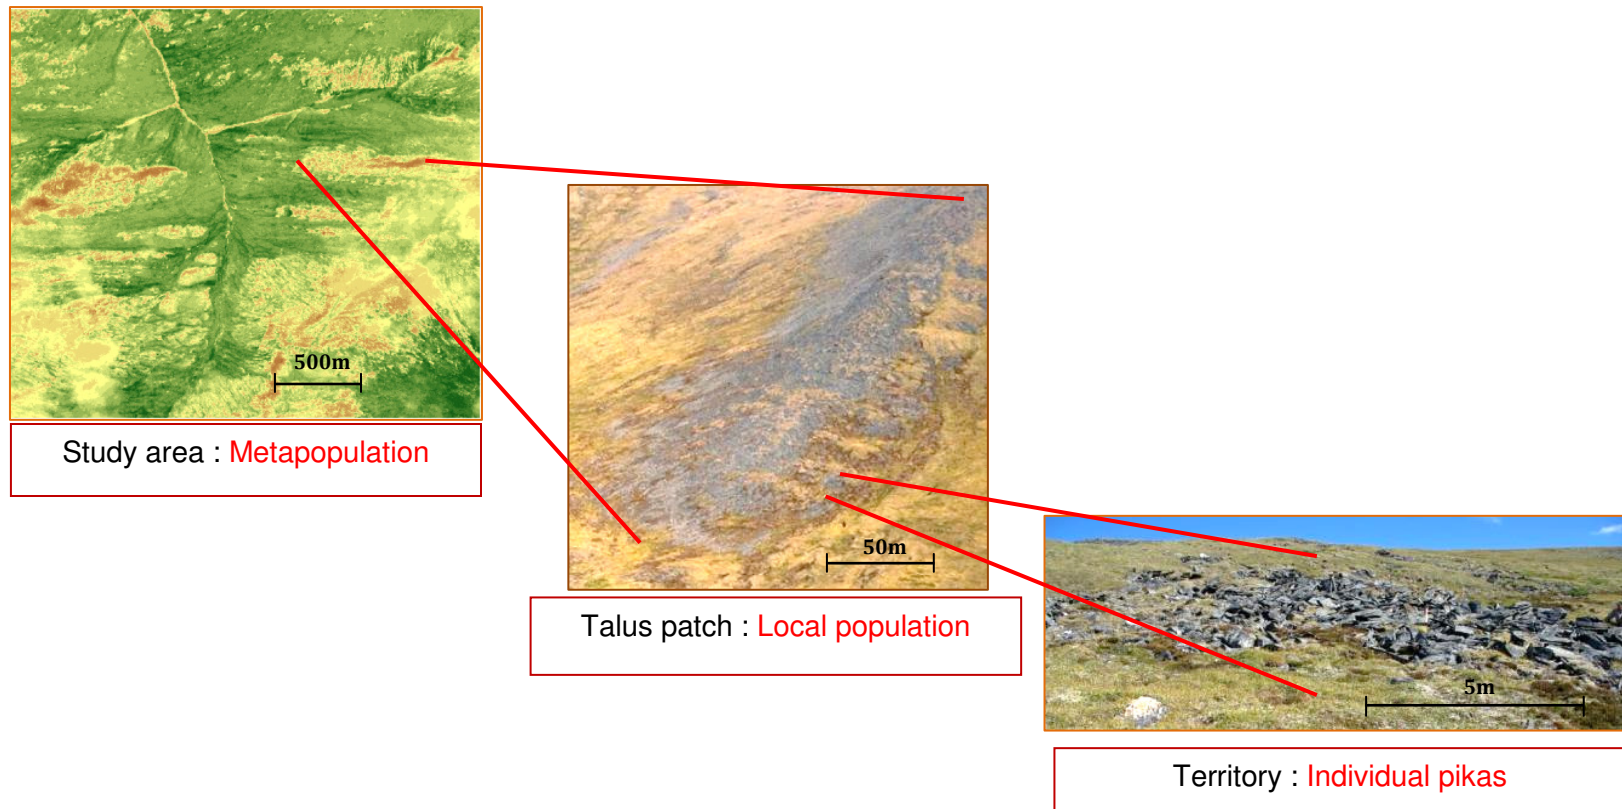 500m
Study area : Metapopulation
50m
Talus patch : Local population
5m
Territory : Individual pikas